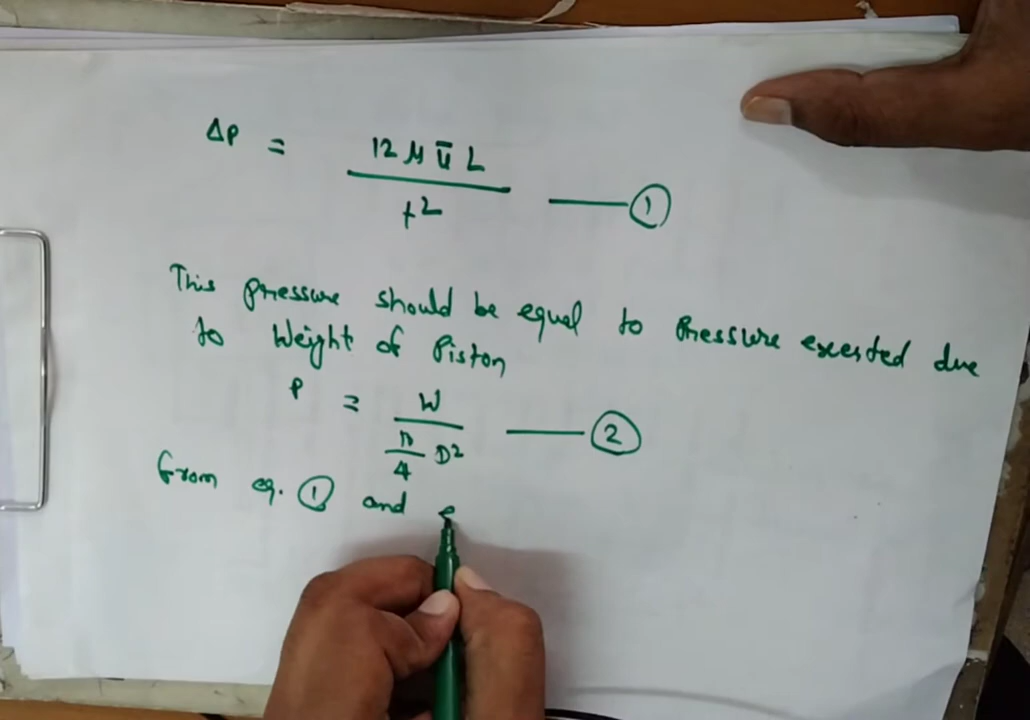 ΔP = 12 μ ū L / t² —— ①
This pressure should be equal to Pressure exerted due
to Weight of Piston
P = W / (π/4 D²) —— ②
From eq. ① and e